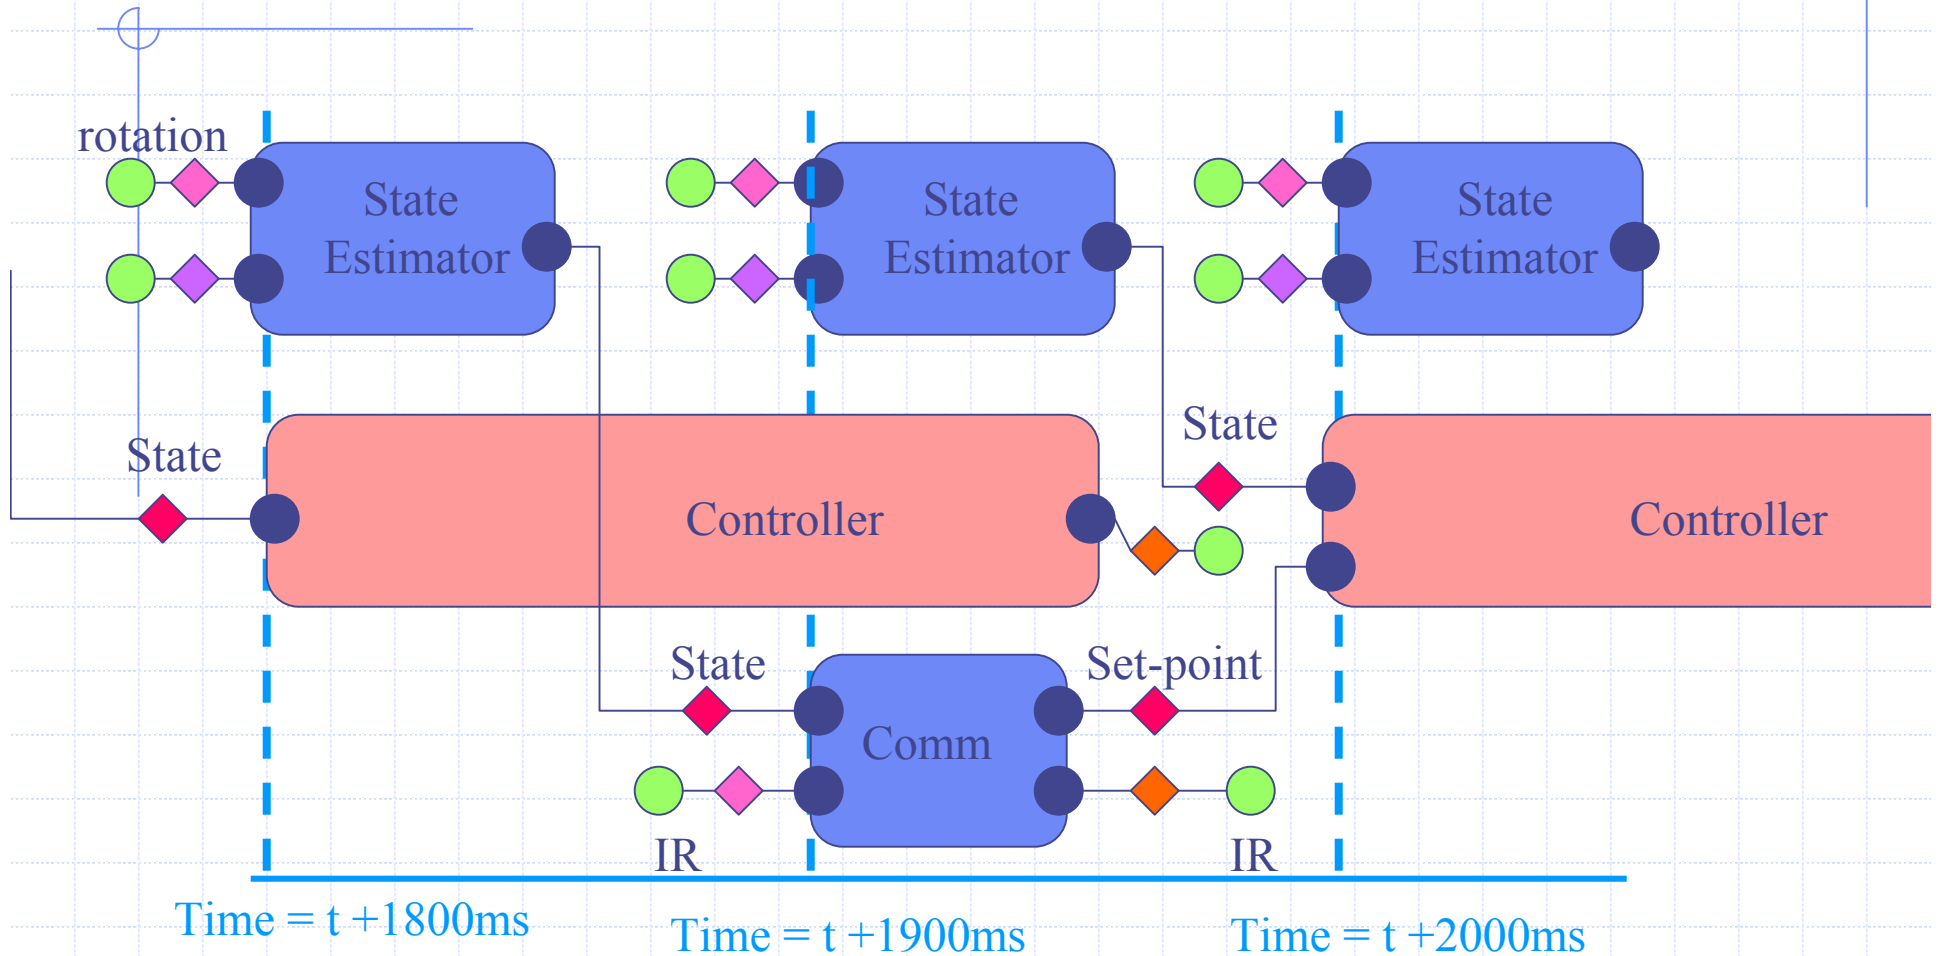 rotation
State
Estimator
State
Estimator
State
Estimator
State
State
Controller
Controller
State
Set-point
Comm
IR
IR
Time = t +1800ms
Time = t +1900ms
Time = t +2000ms